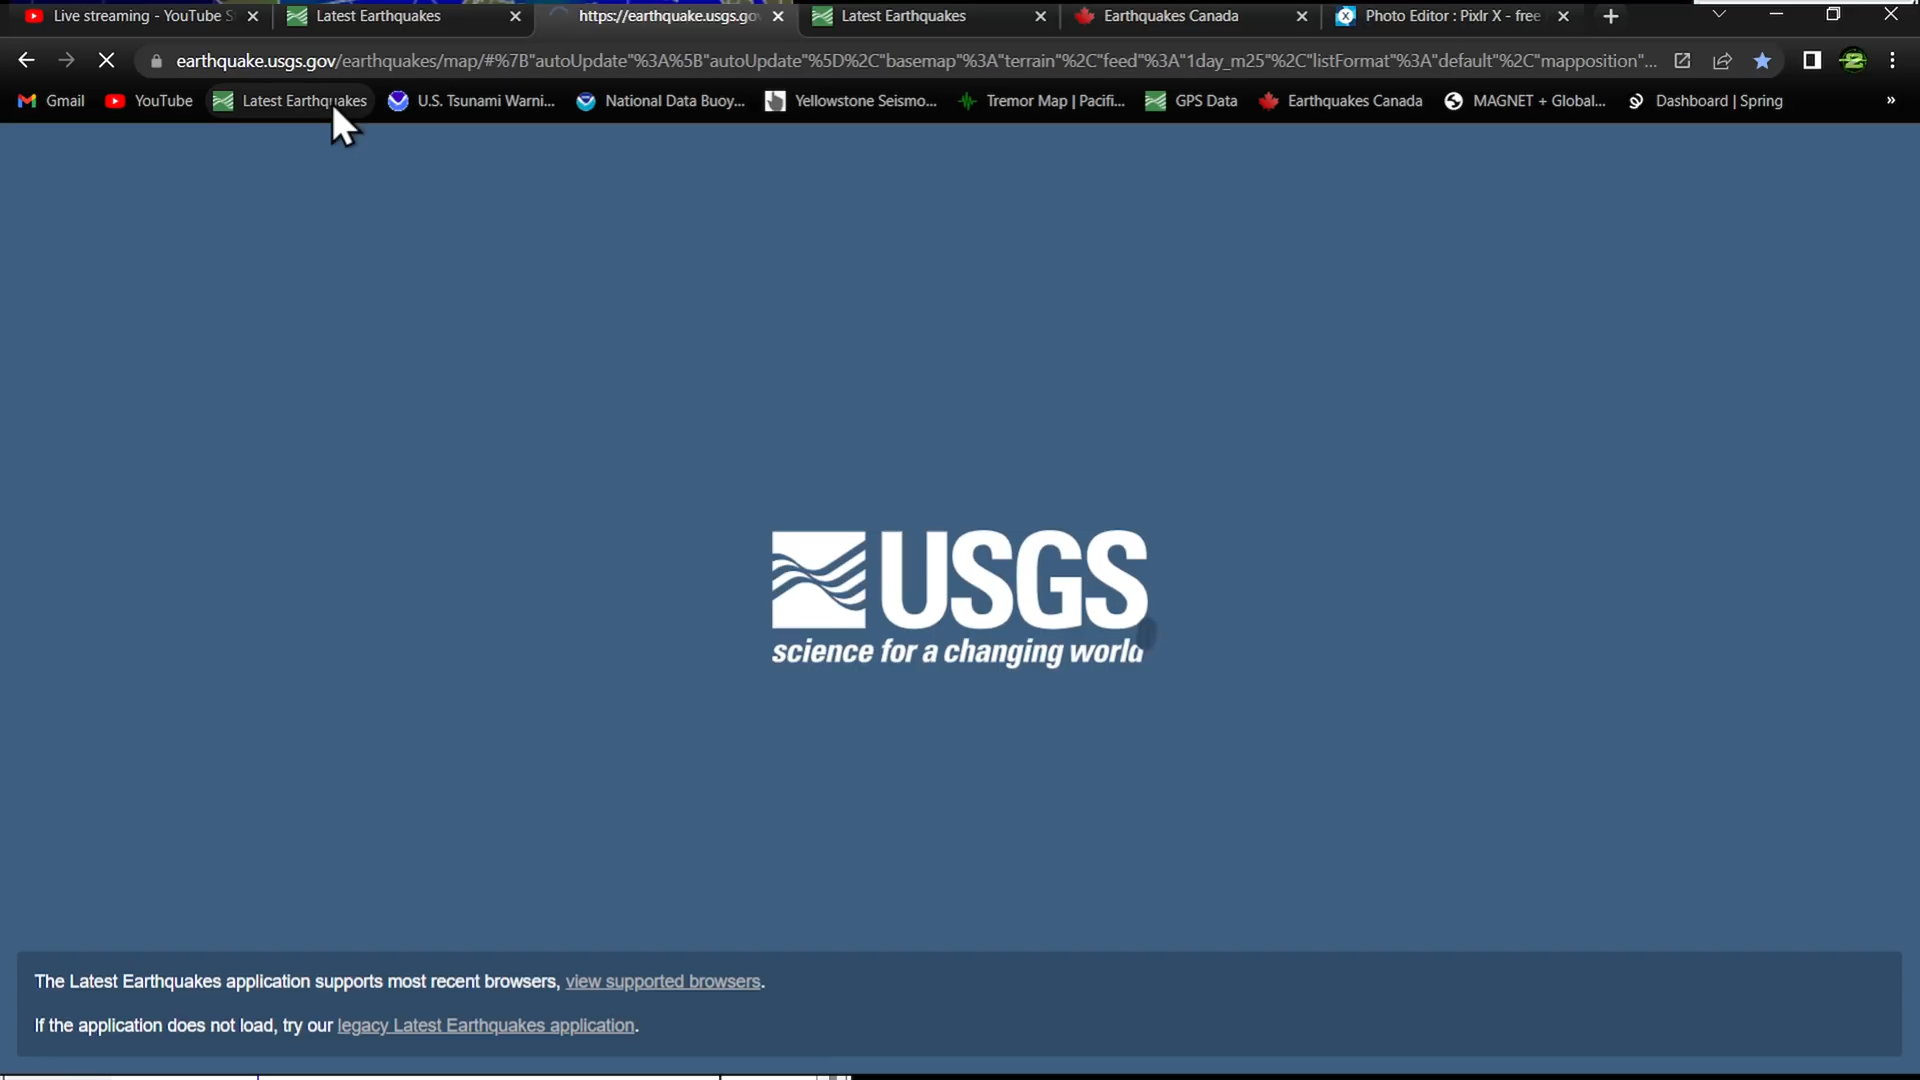 Live streaming - YouTube S
Latest Earthquakes
https://earthquake.usgs.go
Latest Earthquakes
Earthquakes Canada
Photo Editor : Pixlr X - free
earthquake.usgs.gov/earthquakes/map/#%7B"autoUpdate"%3A%5B"autoUpdate"%5D%2C"basemap"%3A"terrain"%2C"feed"%3A"1day_m25"%2C"listFormat"%3A"default"%2C"mapposition"...
Gmail
YouTube
Latest Earthquakes
U.S. Tsunami Warni...
National Data Buoy...
Yellowstone Seismo...
Tremor Map | Pacifi...
GPS Data
Earthquakes Canada
MAGNET + Global...
Dashboard | Spring
»
USGS
science for a changing world
The Latest Earthquakes application supports most recent browsers, view supported browsers.
If the application does not load, try our legacy Latest Earthquakes application.